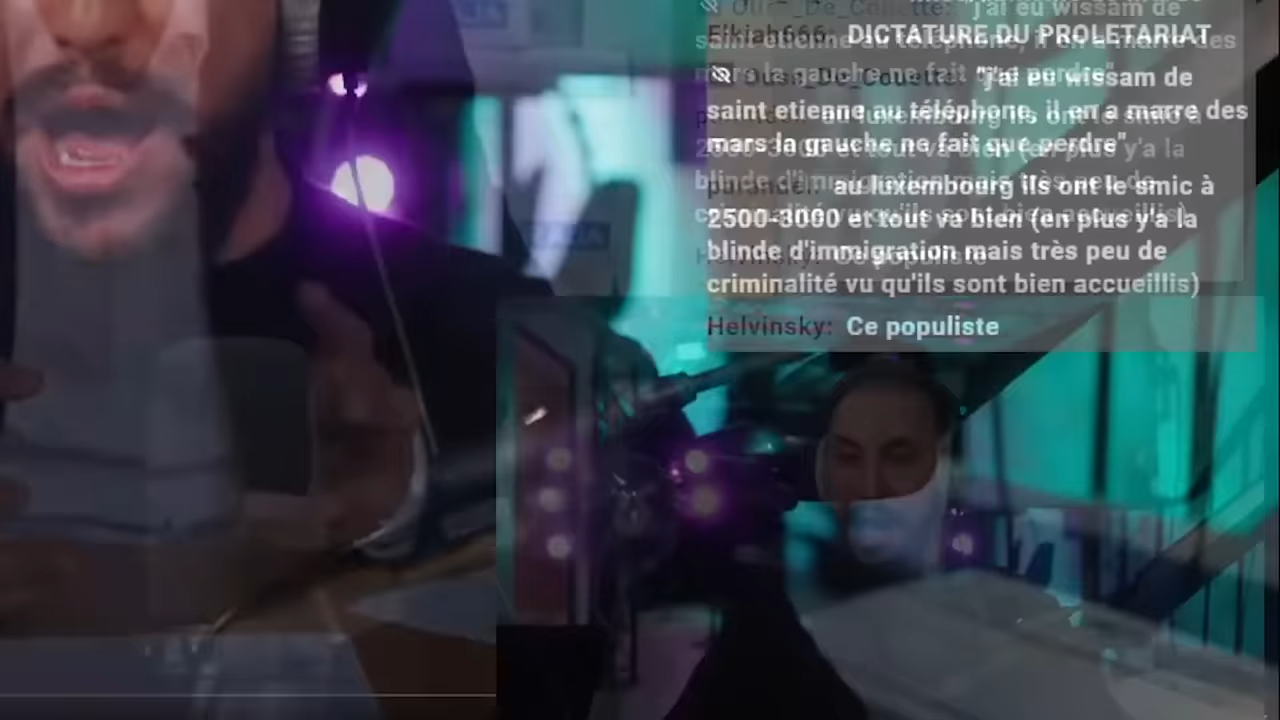 Elkiah666: DICTATURE DU PROLETARIAT
"j'ai eu wissam de
saint etienne au téléphone, il en a marre des
mars la gauche ne fait que perdre"
au luxembourg ils ont le smic à
2500-3000 et tout va bien (en plus y'a la
blinde d'immigration mais très peu de
criminalité vu qu'ils sont bien accueillis)
Helvinsky: Ce populiste